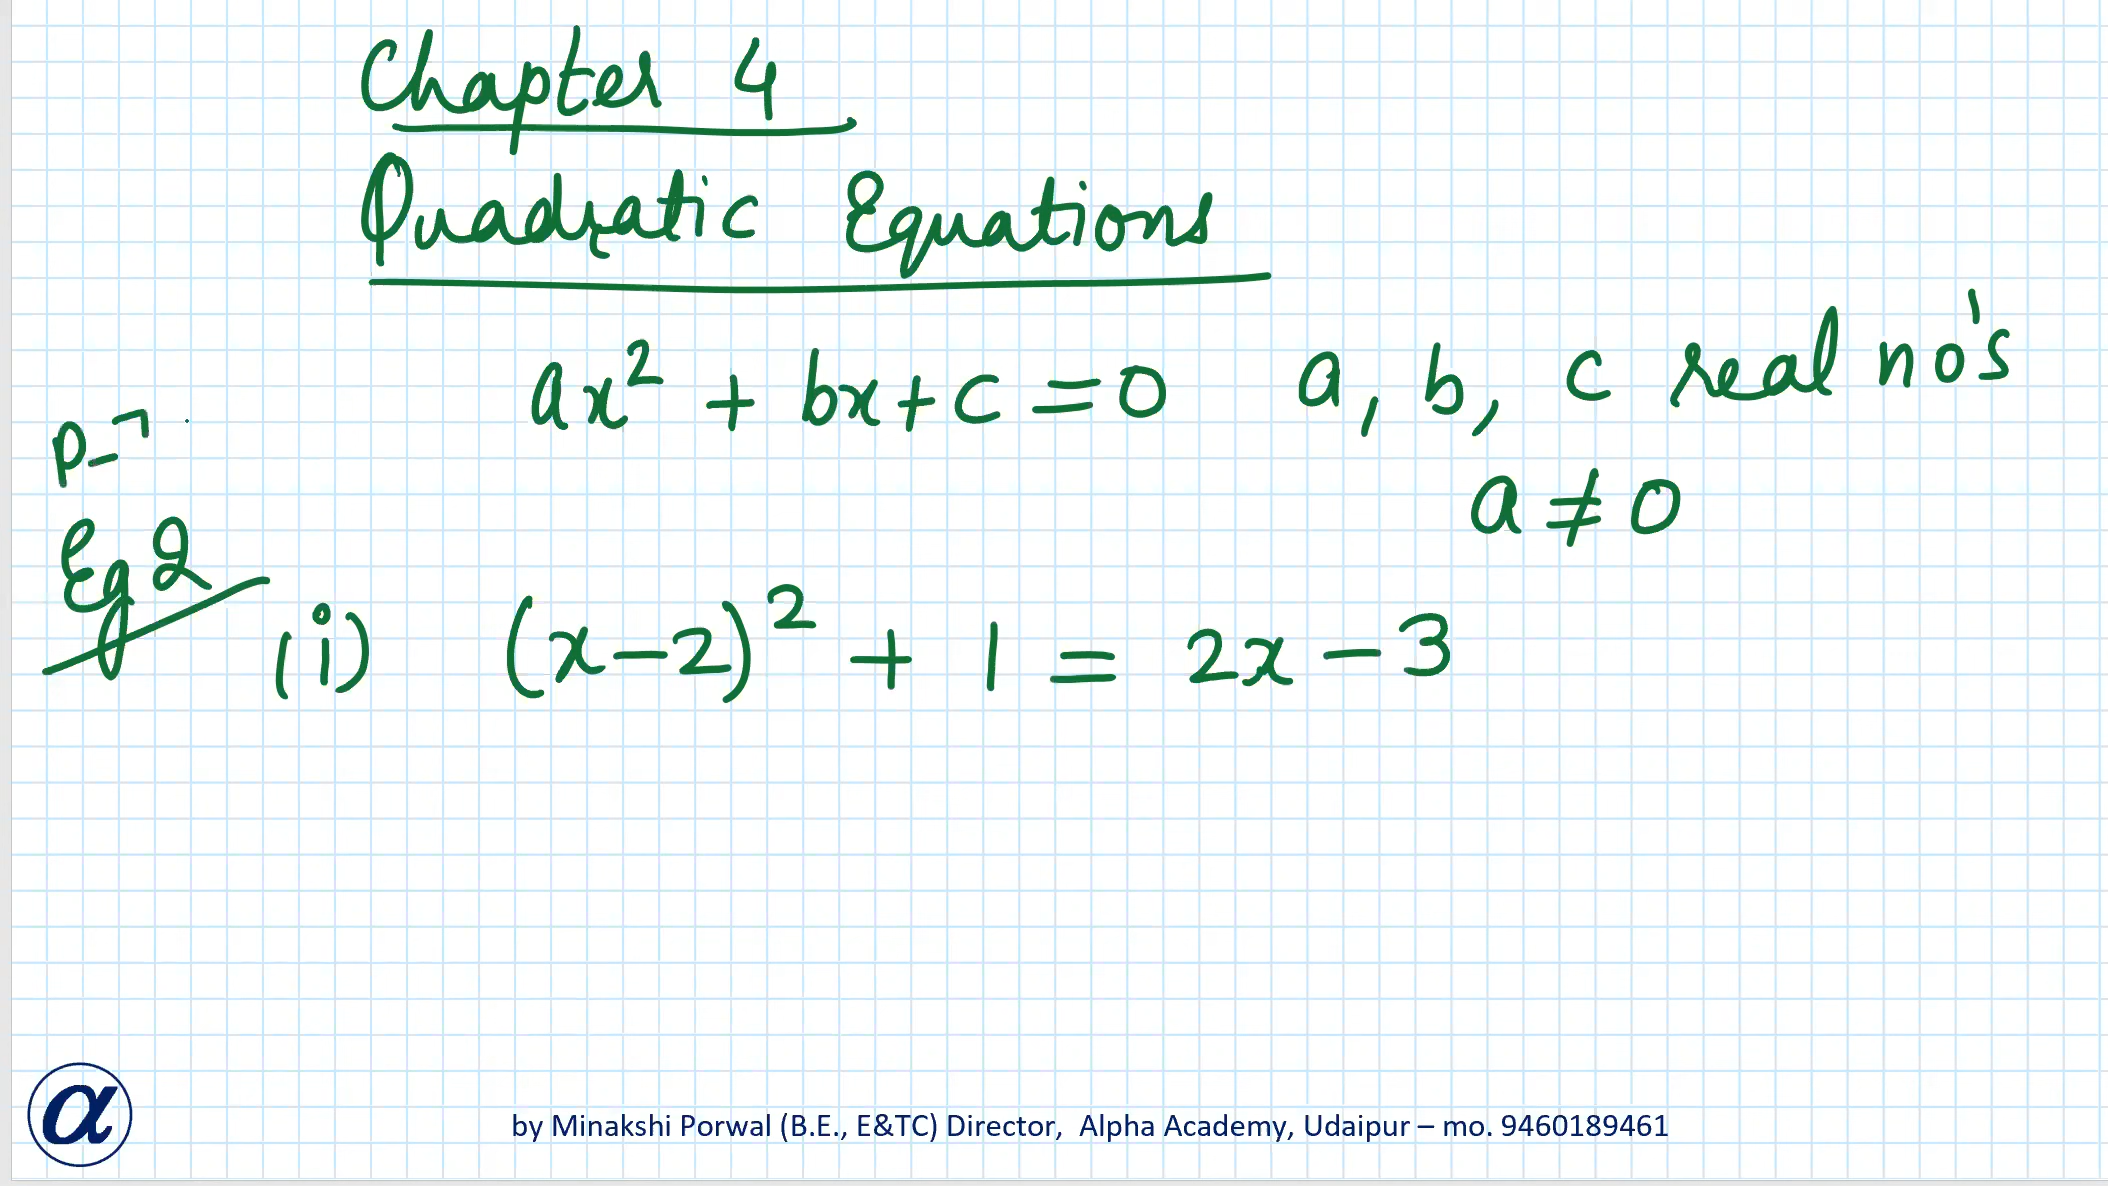 Chapter 4
Quadratic Equations
ax² + bx + c = 0 a, b, c real no's
a ≠ 0
Eg 2
(i) (x-2)² + 1 = 2x - 3
α
by Minakshi Porwal (B.E., E&TC) Director, Alpha Academy, Udaipur – mo. 9460189461